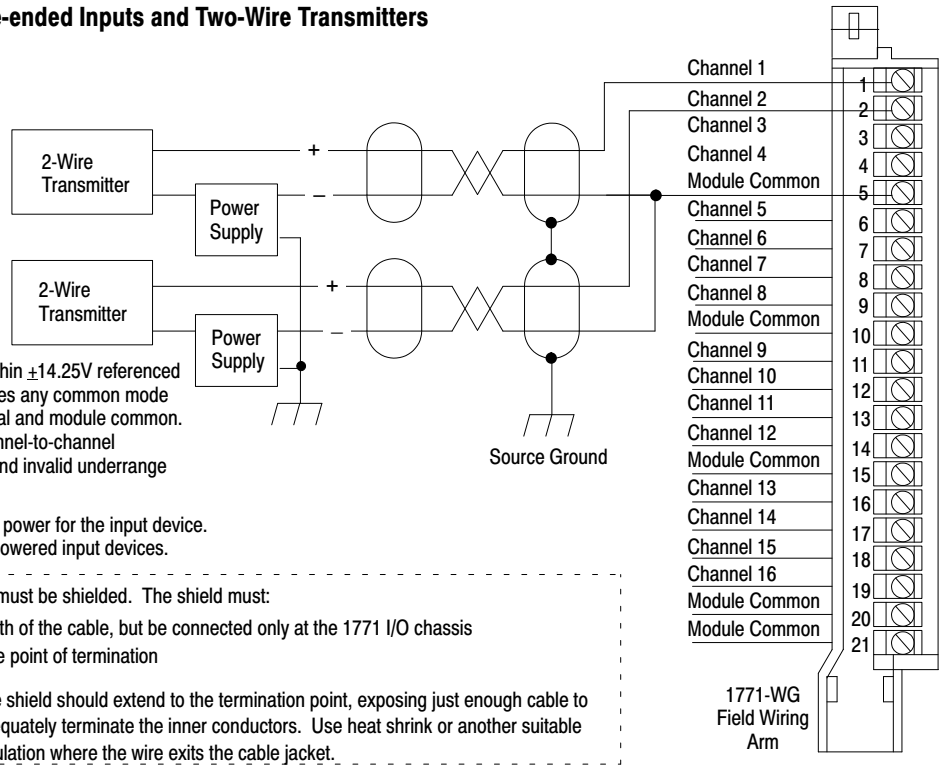 e-ended Inputs and Two-Wire Transmitters
2-Wire
Transmitter
+
–
Power
Supply
2-Wire
Transmitter
+
–
Power
Supply
Source Ground
Channel 1
Channel 2
Channel 3
Channel 4
Module Common
Channel 5
Channel 6
Channel 7
Channel 8
Module Common
Channel 9
Channel 10
Channel 11
Channel 12
Module Common
Channel 13
Channel 14
Channel 15
Channel 16
Module Common
Module Common
1
2
3
4
5
6
7
8
9
10
11
12
13
14
15
16
17
18
19
20
21
1771-WG
Field Wiring
Arm
hin ±14.25V referenced
es any common mode
al and module common.
nnel-to-channel
nd invalid underrange
power for the input device.
owered input devices.
must be shielded. The shield must:
th of the cable, but be connected only at the 1771 I/O chassis
e point of termination
e shield should extend to the termination point, exposing just enough cable to
equately terminate the inner conductors. Use heat shrink or another suitable
ulation where the wire exits the cable jacket.